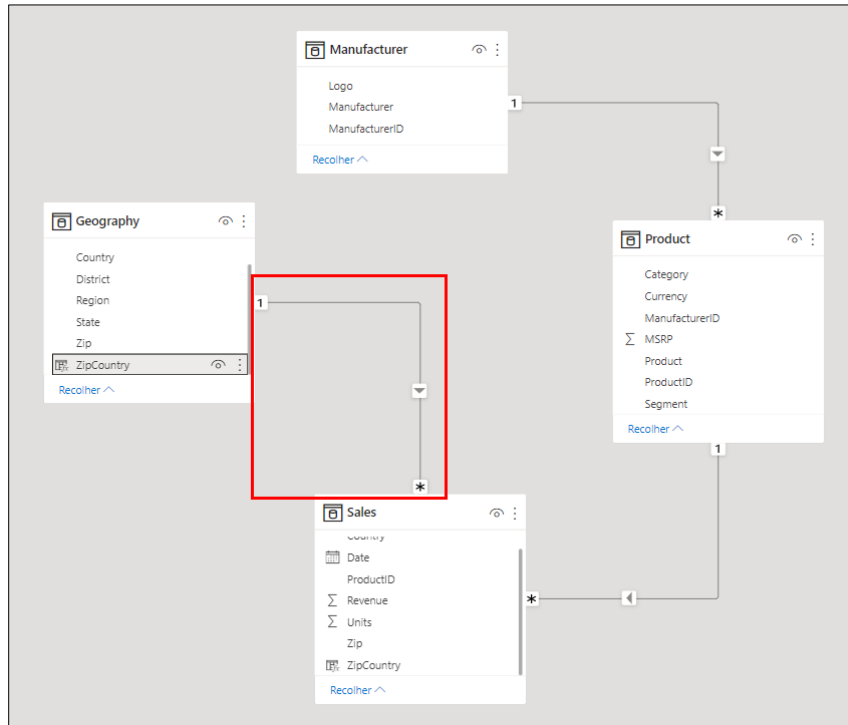 Manufacturer
Logo
Manufacturer
ManufacturerID
Recolher
1
*
Geography
Country
District
Region
State
Zip
ZipCountry
Recolher
1
*
Product
Category
Currency
ManufacturerID
Σ MSRP
Product
ProductID
Segment
Recolher
1
*
Sales
Country
Date
ProductID
Σ Revenue
Σ Units
Zip
ZipCountry
Recolher